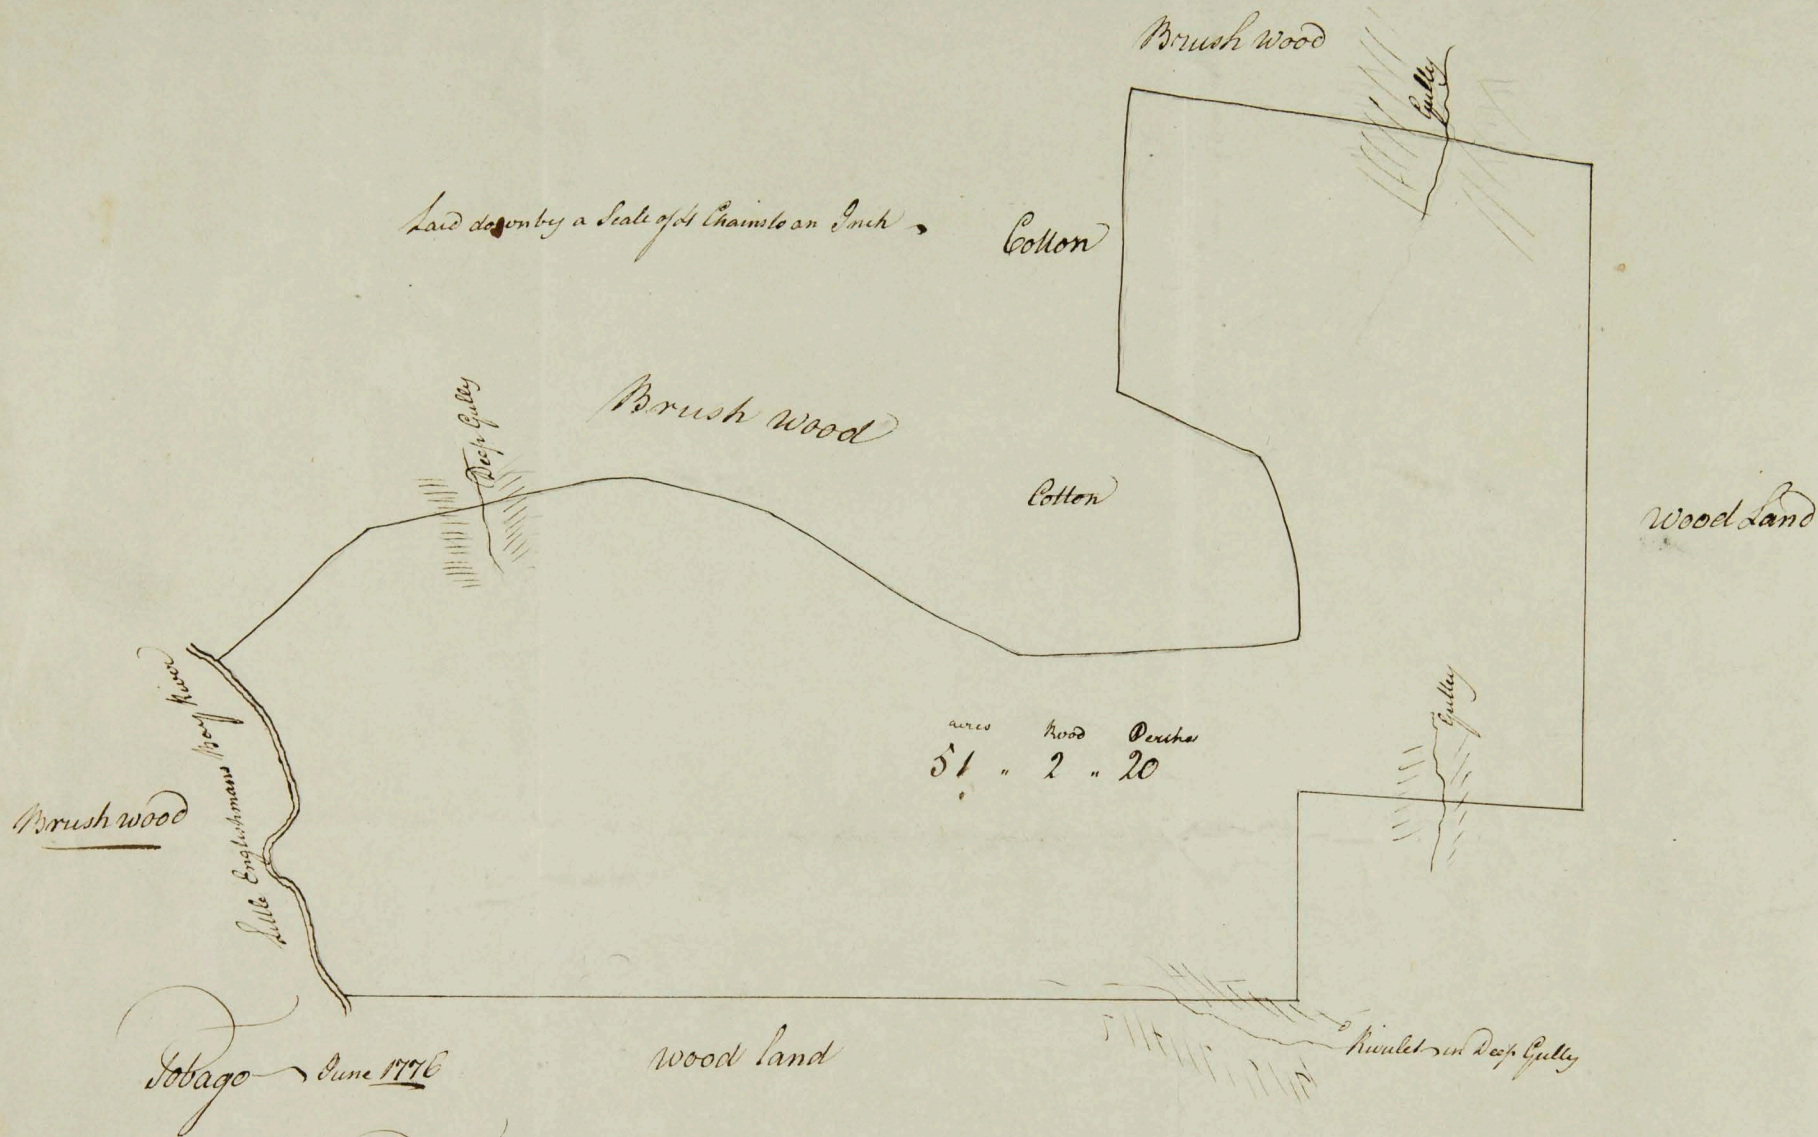 Brush wood
Gully
Laid down by a Scale of 4 Chains to an Inch
Cotton
Deep Gully
Brush wood
Cotton
Wood Land
Little Englishmans Bay River
Gulley
acres Rood Perches
51 " 2 " 20
Brush wood
Rivulet in Deep Gully
wood land
Tobago June 1776